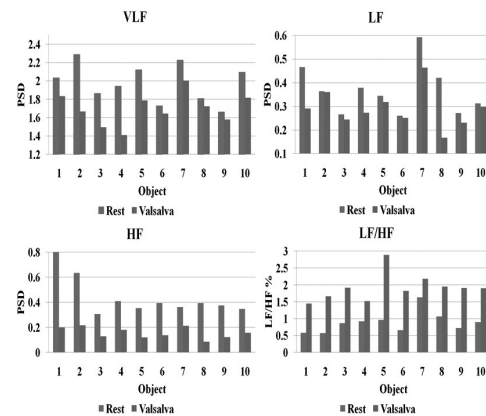 VLF
PSD
2.4
2.2
2
1.8
1.6
1.4
1.2
1 2 3 4 5 6 7 8 9 10
Object
Rest Valsalva
LF
PSD
0.6
0.5
0.4
0.3
0.2
0.1
1 2 3 4 5 6 7 8 9 10
Object
Rest Valsalva
HF
PSD
0.8
0.6
0.4
0.2
0
1 2 3 4 5 6 7 8 9 10
Object
Rest Valsalva
LF/HF
LF/HF %
3
2.5
2
1.5
1
0.5
0
1 2 3 4 5 6 7 8 9 10
Object
Rest Valsalva